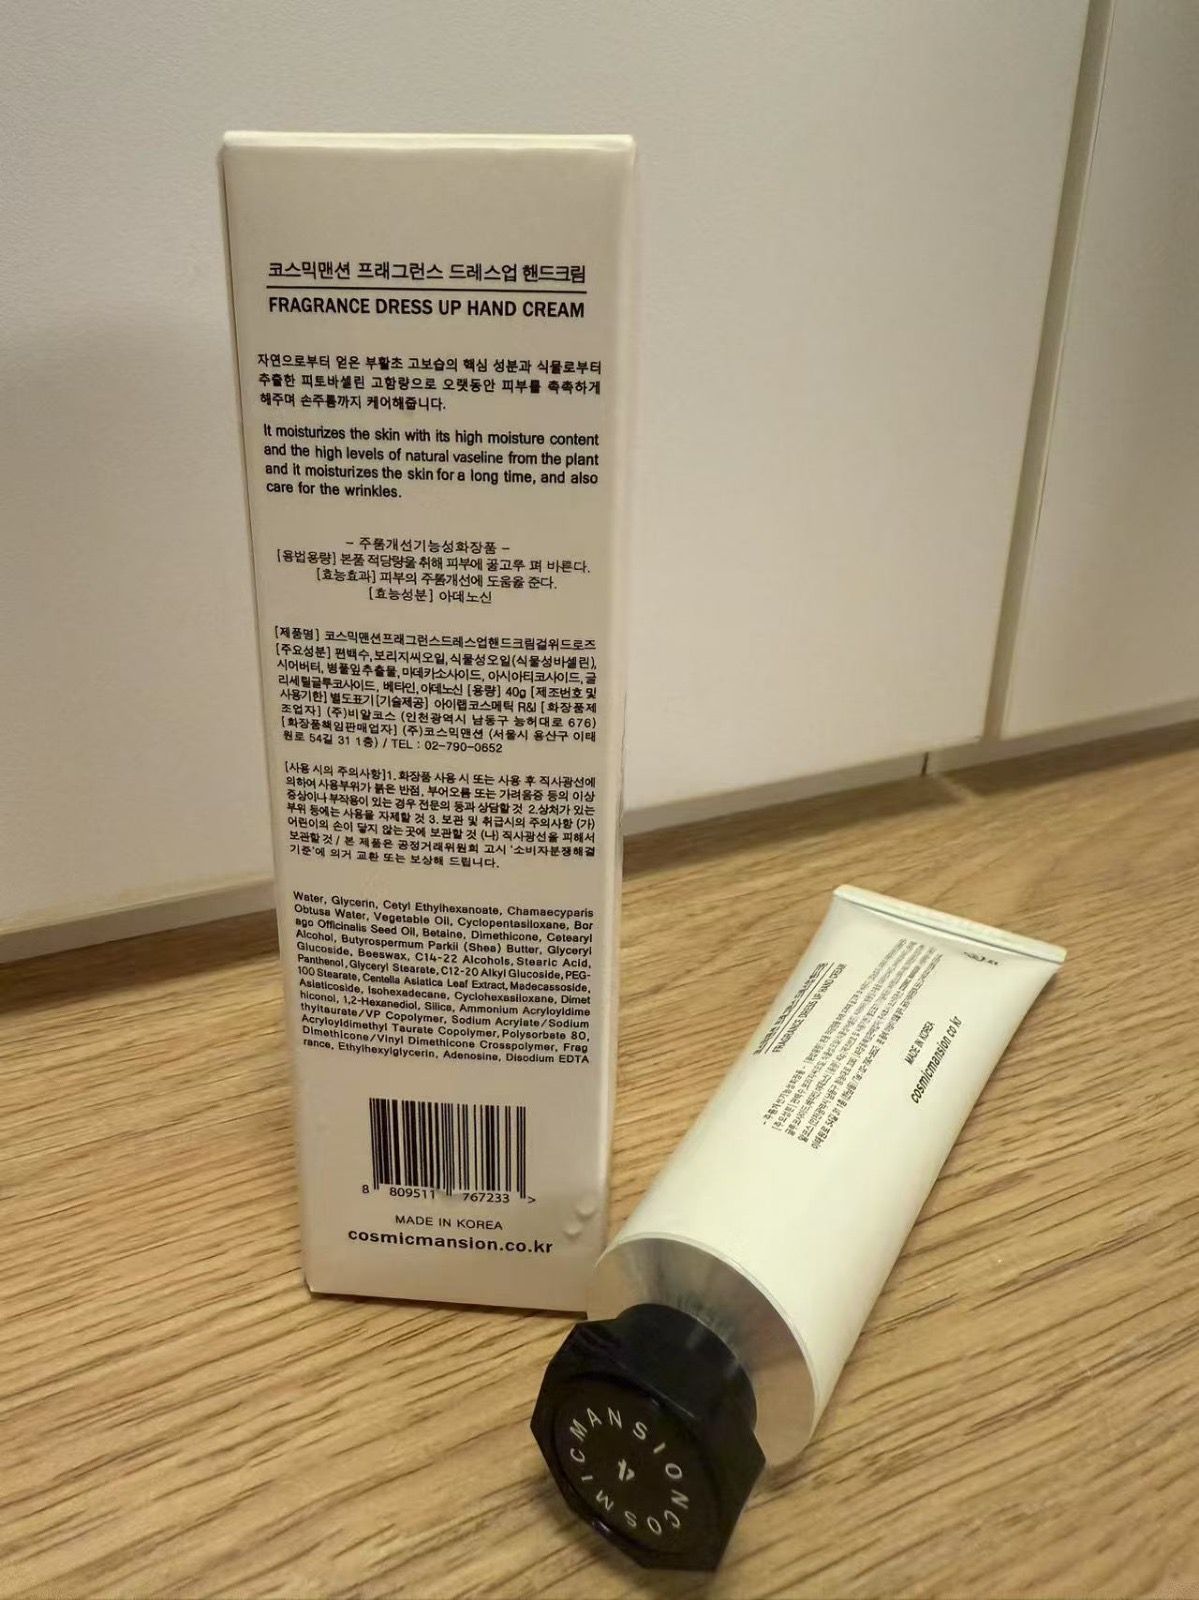 코스믹맨션 프래그런스 드레스업 핸드크림
FRAGRANCE DRESS UP HAND CREAM
자연으로부터 얻은 부활초 고보습의 핵심 성분과 식물로부터
추출한 피토바셀린 고함량으로 오랫동안 피부를 촉촉하게
해주며 손주름까지 케어해줍니다.
It moisturizes the skin with its high moisture content
and the high levels of natural vaseline from the plant
and it moisturizes the skin for a long time, and also
care for the wrinkles.
– 주름개선기능성화장품 –
[용법용량] 본품 적당량을 취해 피부에 골고루 펴 바른다.
[효능효과] 피부의 주름개선에 도움을 준다.
[효능성분] 아데노신
[제품명] 코스믹맨션프래그런스드레스업핸드크림걸위드로즈
[주요성분] 편백수,보리지씨오일,식물성오일(식물성바셀린),
시어버터, 병풀잎추출물,마데카소사이드, 아시아티코사이드,글
리세릴글루코사이드, 베타인,아데노신 [용량] 40g [제조번호 및
사용기한] 별도표기[기술제공] 아이랩코스메틱 R&I [화장품제
조업자] (주)비알코스 (인천광역시 남동구 능허대로 676)
[화장품책임판매업자] (주)코스믹맨션 (서울시 용산구 이태
원로 54길 31 1층) / TEL : 02-790-0652
[사용 시의 주의사항]1. 화장품 사용 시 또는 사용 후 직사광선에
의하여 사용부위가 붉은 반점, 부어오름 또는 가려움증 등의 이상
증상이나 부작용이 있는 경우 전문의 등과 상담할 것 2.상처가 있는
부위 등에는 사용을 자제할 것 3. 보관 및 취급시의 주의사항 (가)
어린이의 손이 닿지 않는 곳에 보관할 것 (나) 직사광선을 피해서
보관할 것 / 본 제품은 공정거래위원회 고시 '소비자분쟁해결
기준'에 의거 교환 또는 보상해 드립니다.
Water, Glycerin, Cetyl Ethylhexanoate, Chamaecyparis
Obtusa Water, Vegetable Oil, Cyclopentasiloxane, Bor
ago Officinalis Seed Oil, Betaine, Dimethicone, Cetearyl
Alcohol, Butyrospermum Parkii (Shea) Butter, Glyceryl
Glucoside, Beeswax, C14-22 Alcohols, Stearic Acid,
Panthenol, Glyceryl Stearate, C12-20 Alkyl Glucoside, PEG-
100 Stearate, Centella Asiatica Leaf Extract, Madecassoside,
Asiaticoside, Isohexadecane, Cyclohexasiloxane, Dimet
hiconol, 1,2-Hexanediol, Silica, Ammonium Acryloyldime
thyltaurate/VP Copolymer, Sodium Acrylate/Sodium
Acryloyldimethyl Taurate Copolymer, Polysorbate 80,
Dimethicone/Vinyl Dimethicone Crosspolymer, Frag
rance, Ethylhexylglycerin, Adenosine, Disodium EDTA
8 809511 767233 >
MADE IN KOREA
cosmicmansion.co.kr
코스믹맨션 프래그런스 드레스업 핸드크림
FRAGRANCE DRESS UP HAND CREAM
MADE IN KOREA
cosmicmansion.co.kr
COSMICMANSION